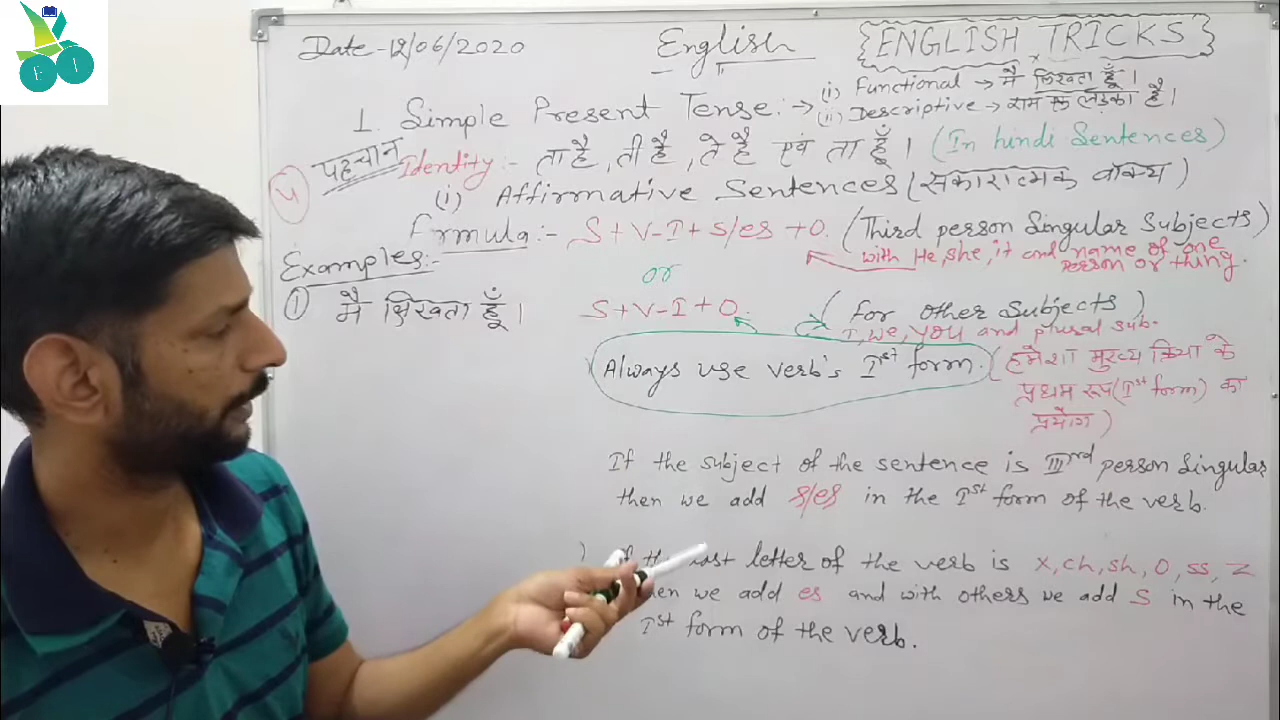 EI
Date-12/06/2020
English
ENGLISH TRICKS
1. Simple Present Tense:→
(i) Functional → मै लिखता हूँ।
(ii) Descriptive → राम लड़का है।
पहचान Identity :- ता है, ती है, ते है एवं ता हूँ। (In hindi Sentences)
(i) Affirmative Sentences (सकारात्मक वाक्य)
Formula:- S+V-I+s/es+O. (Third person Singular Subjects)
with He, she, it and name of one
person or thing.
Examples:-
or
① मै लिखता हूँ।
S+V-I+O. (for other Subjects)
I, we, you and plural sub.
Always use verb's Ist form. (हमेशा मुख्य क्रिया के
प्रथम रूप (Ist form) का
प्रयोग)
If the subject of the sentence is IIIrd person Singular
then we add s/es in the Ist form of the verb.
letter of the verb is x, ch, sh, O, ss, z
we add es and with others we add S in the
Ist form of the verb.